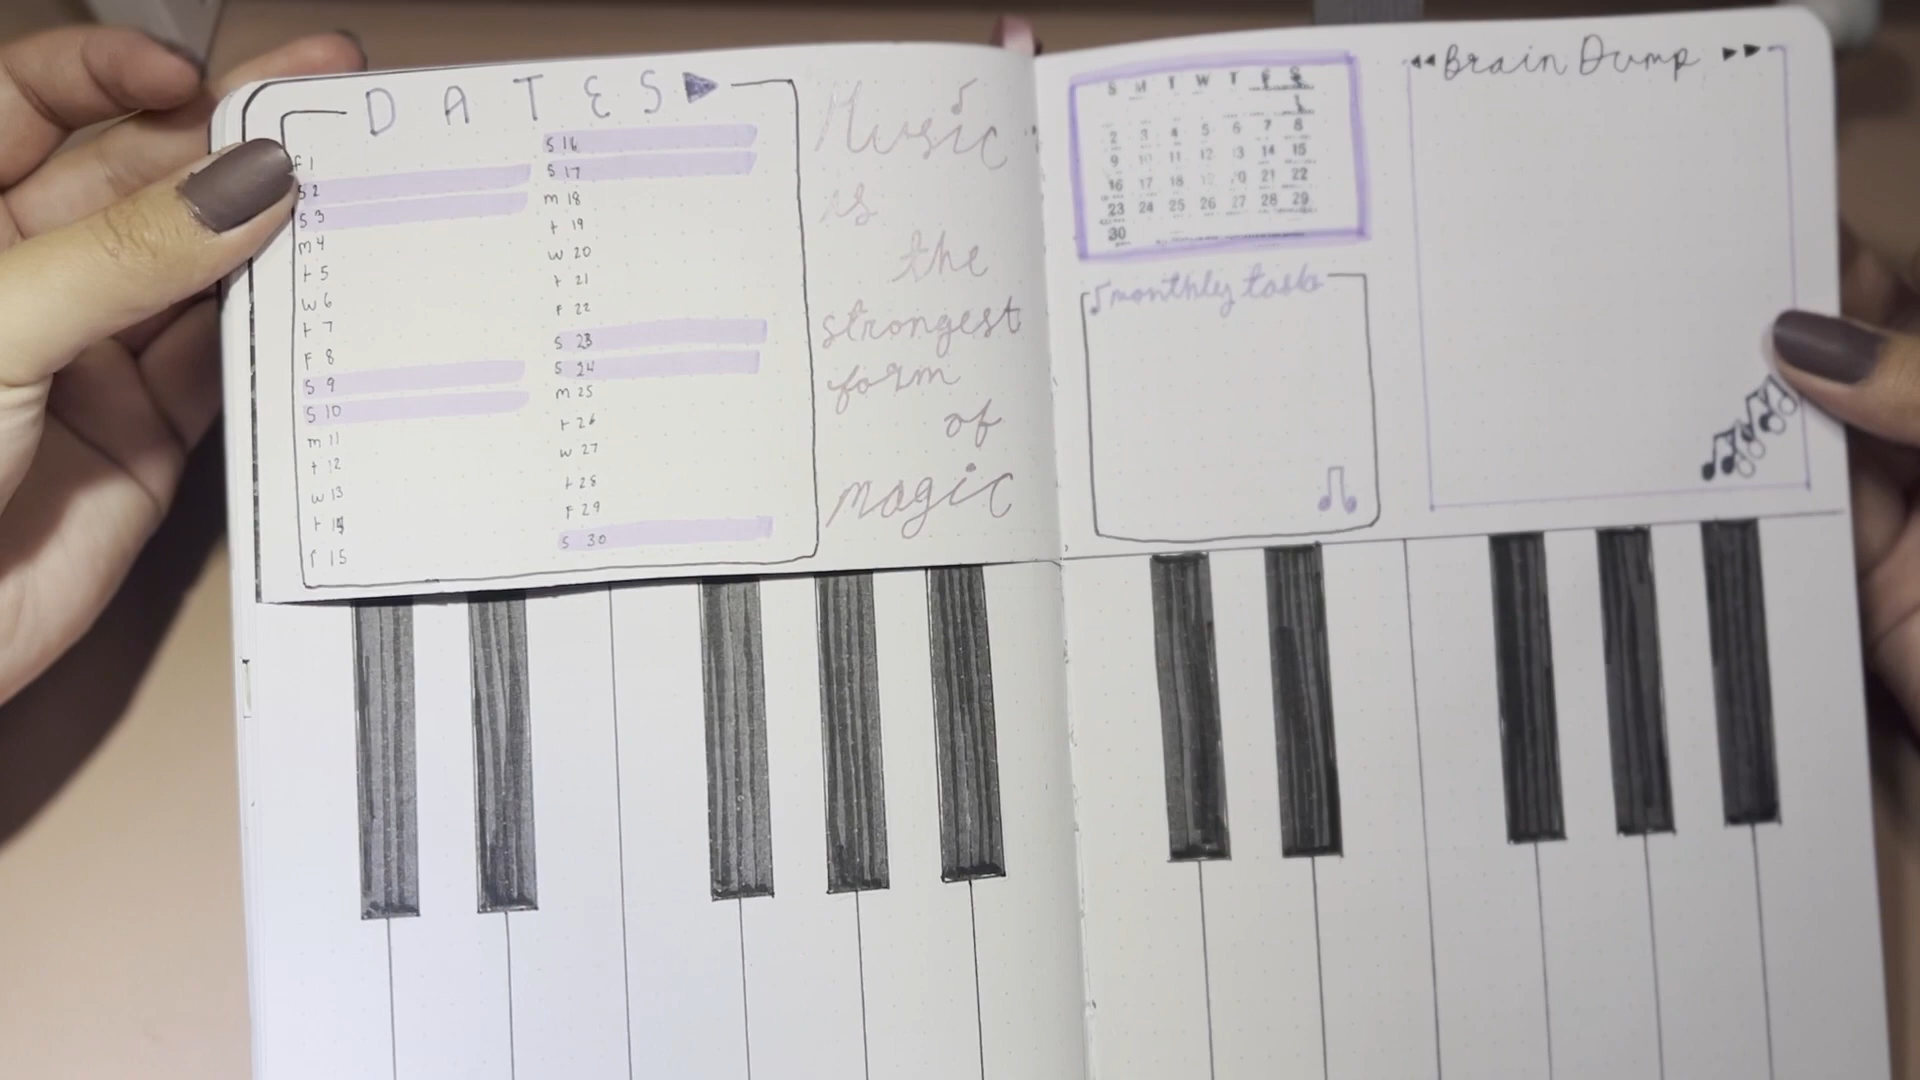 DATES
F 1
S 2
S 3
m 4
t 5
W 6
t 7
F 8
S 9
S 10
m 11
t 12
W 13
t 14
F 15
S 16
S 17
m 18
t 19
W 20
t 21
F 22
S 23
S 24
m 25
t 26
W 27
t 28
F 29
S 30
Music
is
the
strongest
form
of
magic
S M T W T F S
1
2 3 4 5 6 7 8
9 10 11 12 13 14 15
16 17 18 19 20 21 22
23 24 25 26 27 28 29
30
monthly tasks
Brain Dump